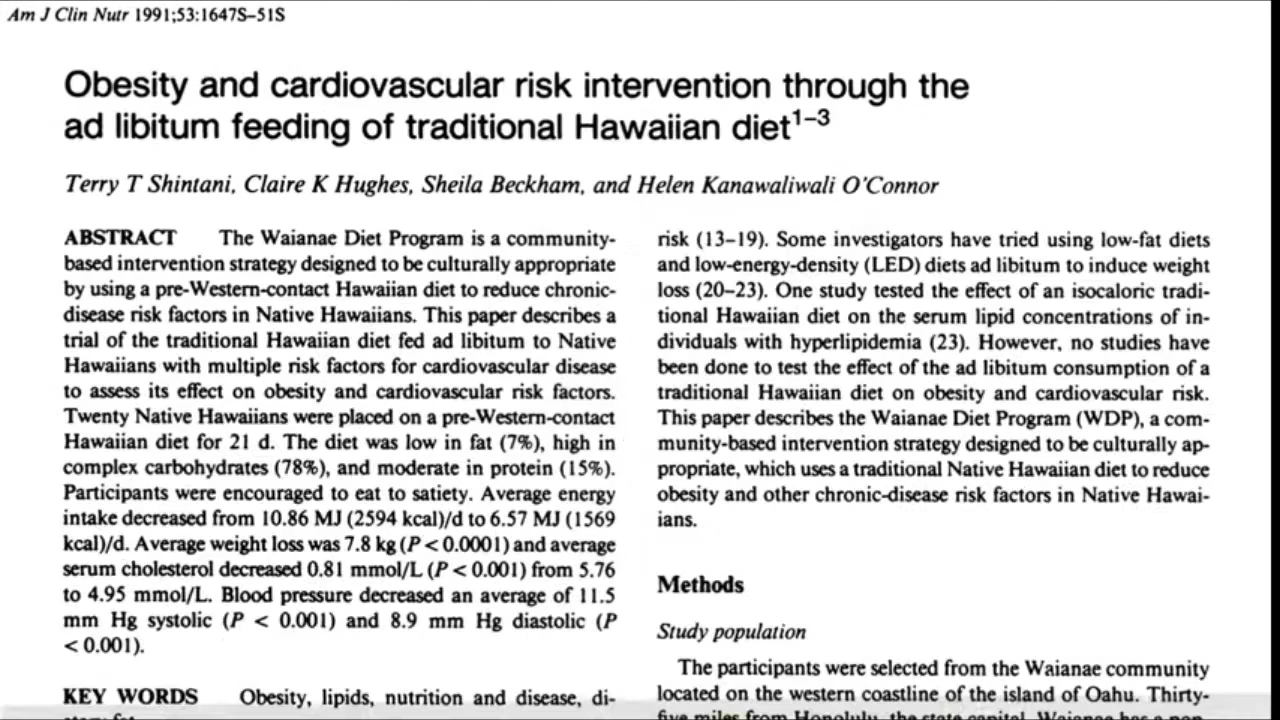 Am J Clin Nutr 1991;53:1647S–51S
Obesity and cardiovascular risk intervention through the
ad libitum feeding of traditional Hawaiian diet1–3
Terry T Shintani, Claire K Hughes, Sheila Beckham, and Helen Kanawaliwali O'Connor
ABSTRACT The Waianae Diet Program is a community-
based intervention strategy designed to be culturally appropriate
by using a pre-Western-contact Hawaiian diet to reduce chronic-
disease risk factors in Native Hawaiians. This paper describes a
trial of the traditional Hawaiian diet fed ad libitum to Native
Hawaiians with multiple risk factors for cardiovascular disease
to assess its effect on obesity and cardiovascular risk factors.
Twenty Native Hawaiians were placed on a pre-Western-contact
Hawaiian diet for 21 d. The diet was low in fat (7%), high in
complex carbohydrates (78%), and moderate in protein (15%).
Participants were encouraged to eat to satiety. Average energy
intake decreased from 10.86 MJ (2594 kcal)/d to 6.57 MJ (1569
kcal)/d. Average weight loss was 7.8 kg (P < 0.0001) and average
serum cholesterol decreased 0.81 mmol/L (P < 0.001) from 5.76
to 4.95 mmol/L. Blood pressure decreased an average of 11.5
mm Hg systolic (P < 0.001) and 8.9 mm Hg diastolic (P
< 0.001).
KEY WORDS Obesity, lipids, nutrition and disease, di-
risk (13–19). Some investigators have tried using low-fat diets
and low-energy-density (LED) diets ad libitum to induce weight
loss (20–23). One study tested the effect of an isocaloric tradi-
tional Hawaiian diet on the serum lipid concentrations of in-
dividuals with hyperlipidemia (23). However, no studies have
been done to test the effect of the ad libitum consumption of a
traditional Hawaiian diet on obesity and cardiovascular risk.
This paper describes the Waianae Diet Program (WDP), a com-
munity-based intervention strategy designed to be culturally ap-
propriate, which uses a traditional Native Hawaiian diet to reduce
obesity and other chronic-disease risk factors in Native Hawai-
ians.
Methods
Study population
The participants were selected from the Waianae community
located on the western coastline of the island of Oahu. Thirty-
five miles from Honolulu, the state capital, Waianae has a pop-